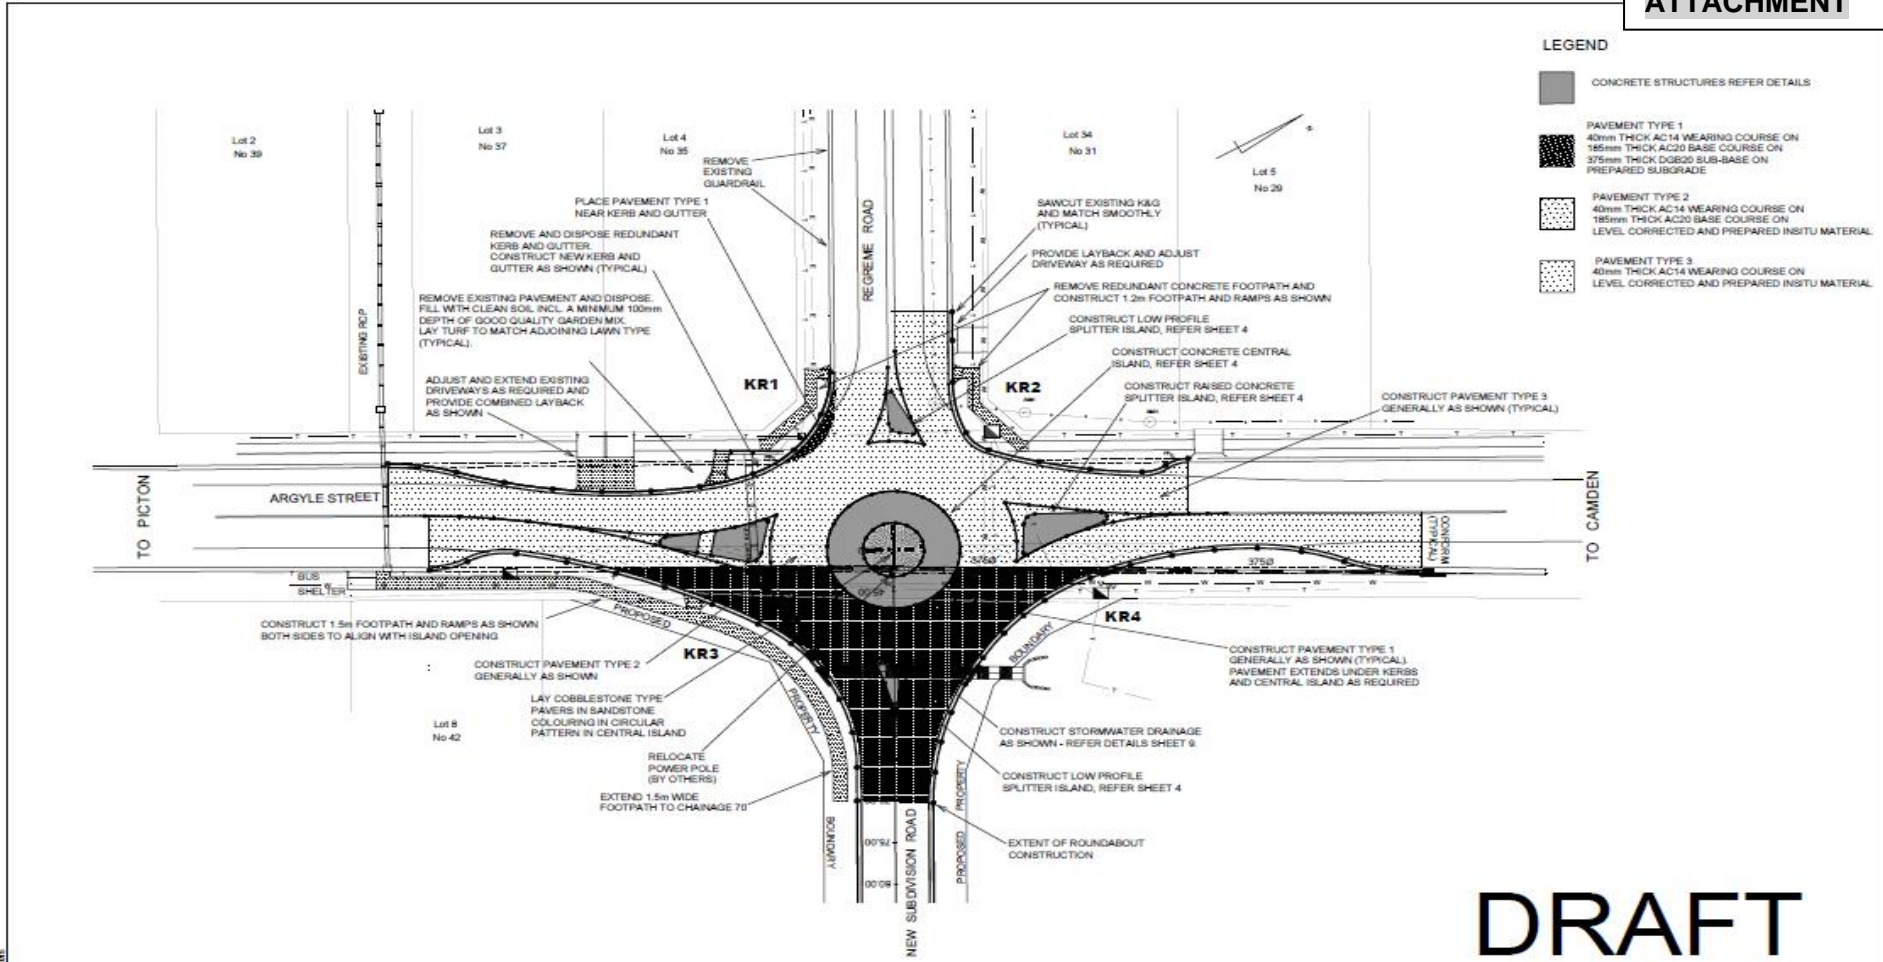 ATTACHMENT
LEGEND
CONCRETE STRUCTURES REFER DETAILS
PAVEMENT TYPE 1
40mm THICK AC14 WEARING COURSE ON
185mm THICK AC20 BASE COURSE ON
375mm THICK DGB20 SUB-BASE ON
PREPARED SUBGRADE
PAVEMENT TYPE 2
40mm THICK AC14 WEARING COURSE ON
185mm THICK AC20 BASE COURSE ON
LEVEL CORRECTED AND PREPARED INSITU MATERIAL
PAVEMENT TYPE 3
40mm THICK AC14 WEARING COURSE ON
LEVEL CORRECTED AND PREPARED INSITU MATERIAL
Lot 2
No 39
Lot 3
No 37
Lot 4
No 35
Lot 34
No 31
Lot 5
No 29
REMOVE
EXISTING
GUARDRAIL
PLACE PAVEMENT TYPE 1
NEAR KERB AND GUTTER
REMOVE AND DISPOSE REDUNDANT
KERB AND GUTTER.
CONSTRUCT NEW KERB AND
GUTTER AS SHOWN (TYPICAL)
REMOVE EXISTING PAVEMENT AND DISPOSE.
FILL WITH CLEAN SOIL INCL. A MINIMUM 100mm
DEPTH OF GOOD QUALITY GARDEN MIX.
LAY TURF TO MATCH ADJOINING LAWN TYPE
(TYPICAL).
ADJUST AND EXTEND EXISTING
DRIVEWAYS AS REQUIRED AND
PROVIDE COMBINED LAYBACK
AS SHOWN
EXISTING RCP
REGREME ROAD
SAWCUT EXISTING K&G
AND MATCH SMOOTHLY
(TYPICAL)
PROVIDE LAYBACK AND ADJUST
DRIVEWAY AS REQUIRED
REMOVE REDUNDANT CONCRETE FOOTPATH AND
CONSTRUCT 1.2m FOOTPATH AND RAMPS AS SHOWN
CONSTRUCT LOW PROFILE
SPLITTER ISLAND, REFER SHEET 4
CONSTRUCT CONCRETE CENTRAL
ISLAND, REFER SHEET 4
CONSTRUCT RAISED CONCRETE
SPLITTER ISLAND, REFER SHEET 4
CONSTRUCT PAVEMENT TYPE 3
GENERALLY AS SHOWN (TYPICAL)
KR1
KR2
TO PICTON
ARGYLE STREET
TO CAMDEN
CONFORM
(TYPICAL)
375Ø
375Ø
45.00
BUS
SHELTER
CONSTRUCT 1.5m FOOTPATH AND RAMPS AS SHOWN
BOTH SIDES TO ALIGN WITH ISLAND OPENING
PROPOSED
PROPERTY
BOUNDARY
KR3
KR4
BOUNDARY
PROPERTY
PROPOSED
CONSTRUCT PAVEMENT TYPE 2
GENERALLY AS SHOWN
LAY COBBLESTONE TYPE
PAVERS IN SANDSTONE
COLOURING IN CIRCULAR
PATTERN IN CENTRAL ISLAND
Lot 8
No 42
RELOCATE
POWER POLE
(BY OTHERS)
EXTEND 1.5m WIDE
FOOTPATH TO CHAINAGE 70
CONSTRUCT PAVEMENT TYPE 1
GENERALLY AS SHOWN (TYPICAL).
PAVEMENT EXTENDS UNDER KERBS
AND CENTRAL ISLAND AS REQUIRED
CONSTRUCT STORMWATER DRAINAGE
AS SHOWN - REFER DETAILS SHEET 9.
CONSTRUCT LOW PROFILE
SPLITTER ISLAND, REFER SHEET 4
EXTENT OF ROUNDABOUT
CONSTRUCTION
75.00
80.00
NEW SUBDIVISION ROAD
DRAFT